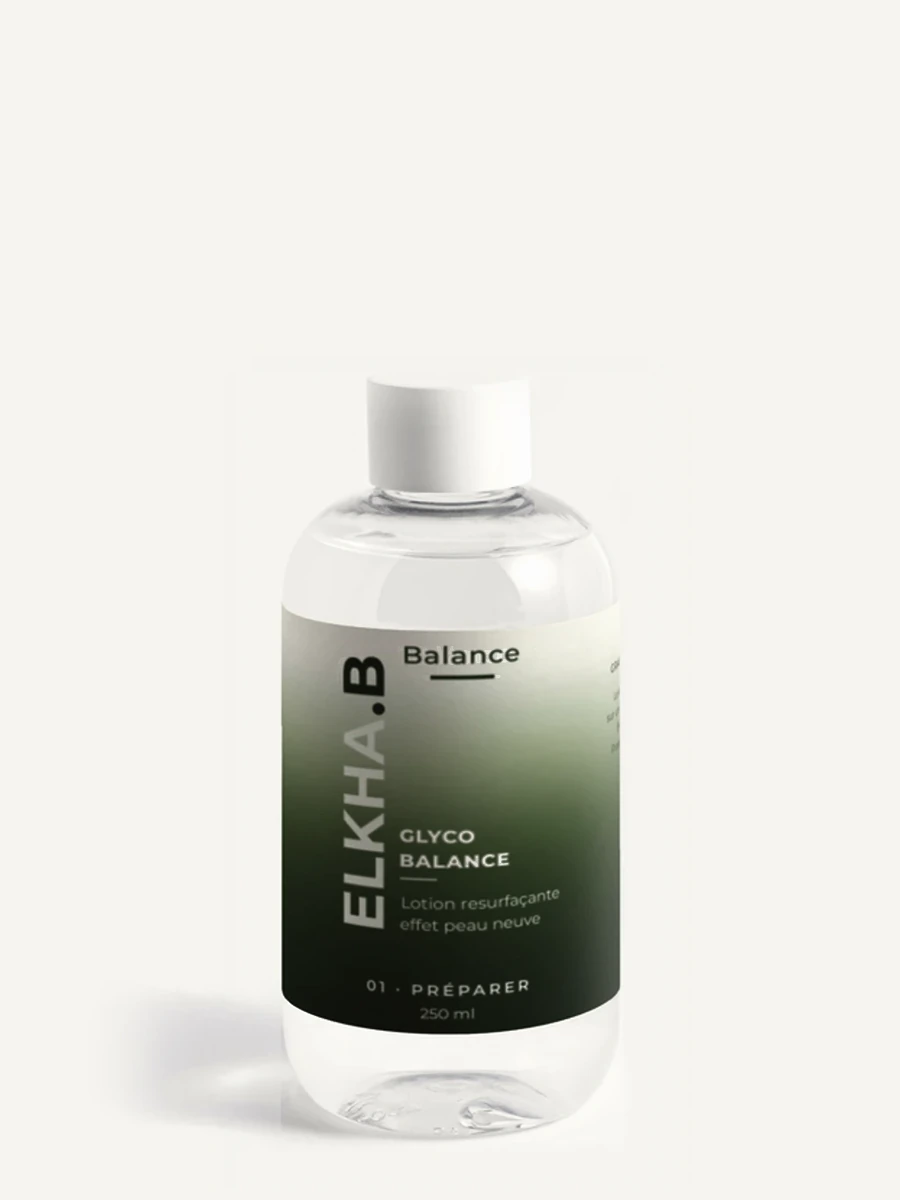 Balance
ELKHA.B
GLYCO
BALANCE
Lotion resurfaçante
effet peau neuve
01 · PRÉPARER
250 ml